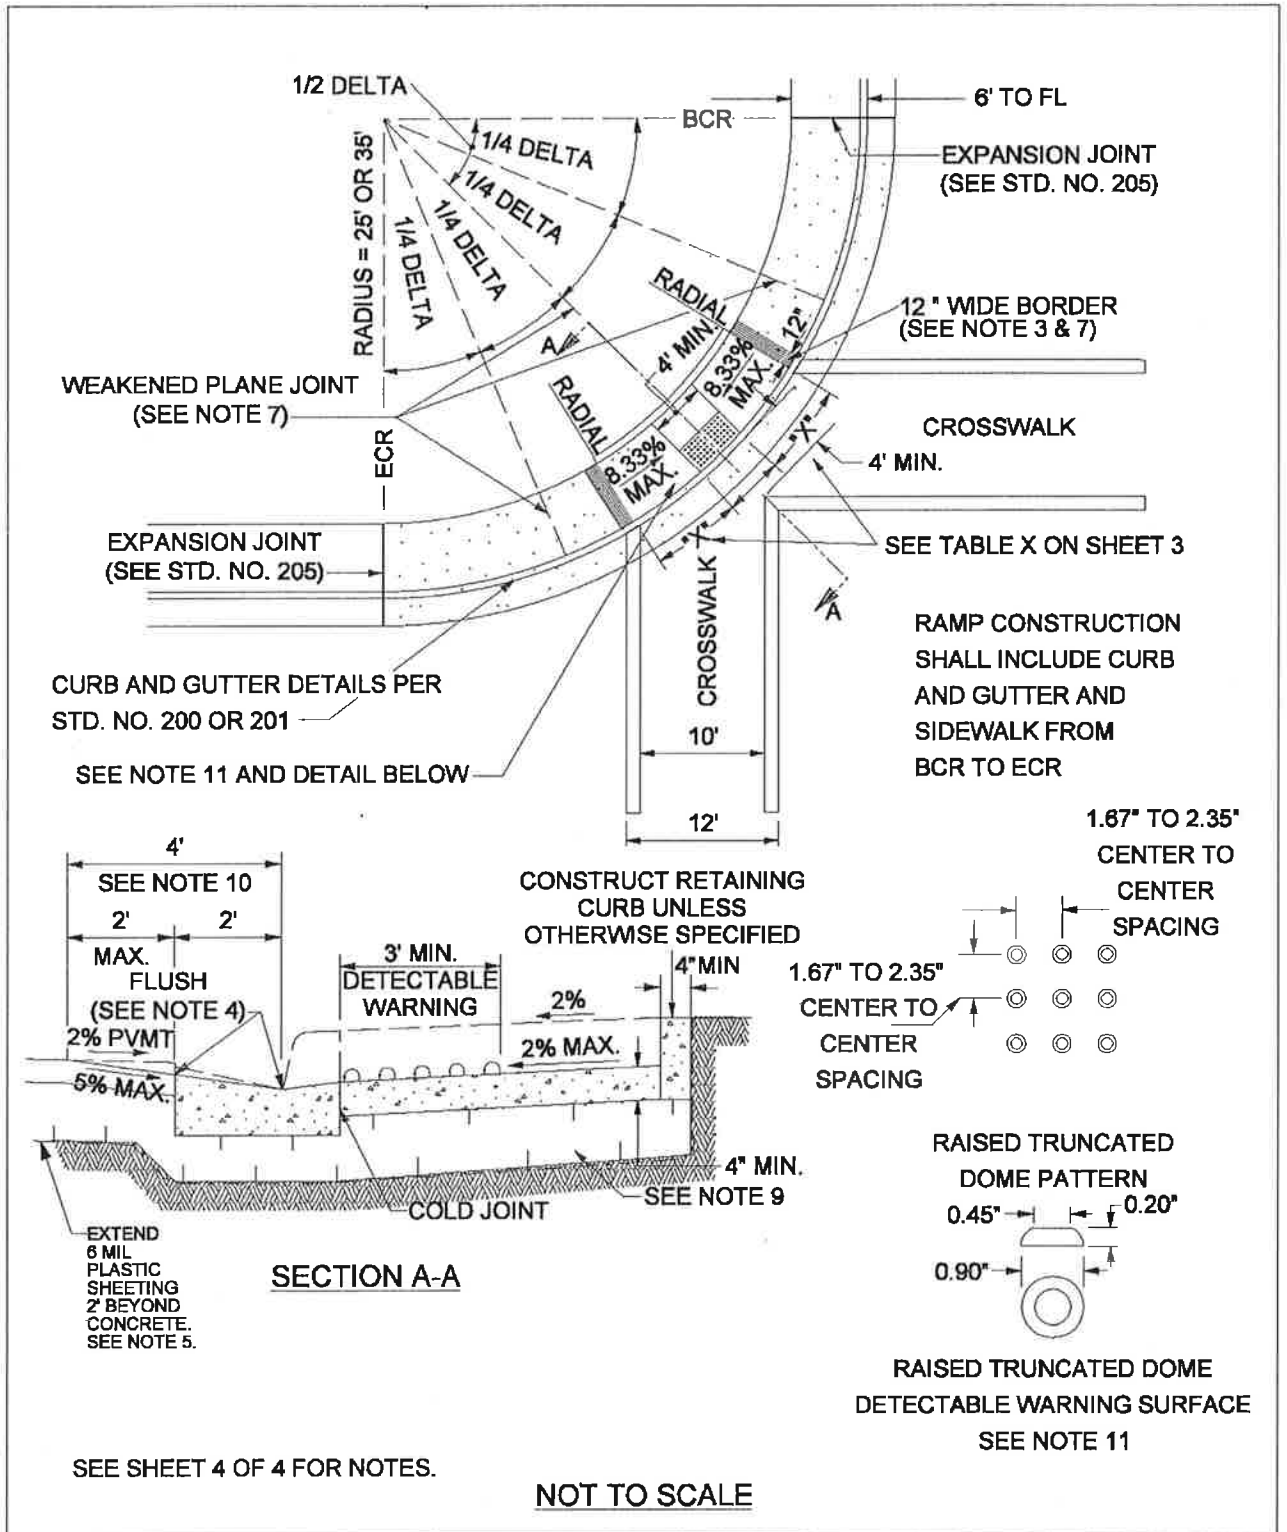 1/2 DELTA
6' TO FL
BCR
1/4 DELTA
1/4 DELTA
1/4 DELTA
1/4 DELTA
RADIUS = 25' OR 35'
EXPANSION JOINT
(SEE STD. NO. 205)
RADIAL
12"
12 " WIDE BORDER
(SEE NOTE 3 & 7)
A
4' MIN.
8.33%
MAX.
WEAKENED PLANE JOINT
(SEE NOTE 7)
RADIAL
ECR
8.33%
MAX.
"X"
CROSSWALK
4' MIN.
EXPANSION JOINT
(SEE STD. NO. 205)
"X"
SEE TABLE X ON SHEET 3
CROSSWALK
A
RAMP CONSTRUCTION
SHALL INCLUDE CURB
AND GUTTER AND
SIDEWALK FROM
BCR TO ECR
CURB AND GUTTER DETAILS PER
STD. NO. 200 OR 201
10'
SEE NOTE 11 AND DETAIL BELOW
12'
4'
SEE NOTE 10
2'
2'
MAX.
FLUSH
(SEE NOTE 4)
2% PVMT
5% MAX.
3' MIN.
DETECTABLE
WARNING
CONSTRUCT RETAINING
CURB UNLESS
OTHERWISE SPECIFIED
4"MIN
2%
2% MAX.
4" MIN.
SEE NOTE 9
COLD JOINT
EXTEND
6 MIL
PLASTIC
SHEETING
2' BEYOND
CONCRETE.
SEE NOTE 5.
SECTION A-A
1.67" TO 2.35"
CENTER TO
CENTER
SPACING
1.67" TO 2.35"
CENTER TO
CENTER
SPACING
RAISED TRUNCATED
DOME PATTERN
0.45"
0.20"
0.90"
RAISED TRUNCATED DOME
DETECTABLE WARNING SURFACE
SEE NOTE 11
SEE SHEET 4 OF 4 FOR NOTES.
NOT TO SCALE